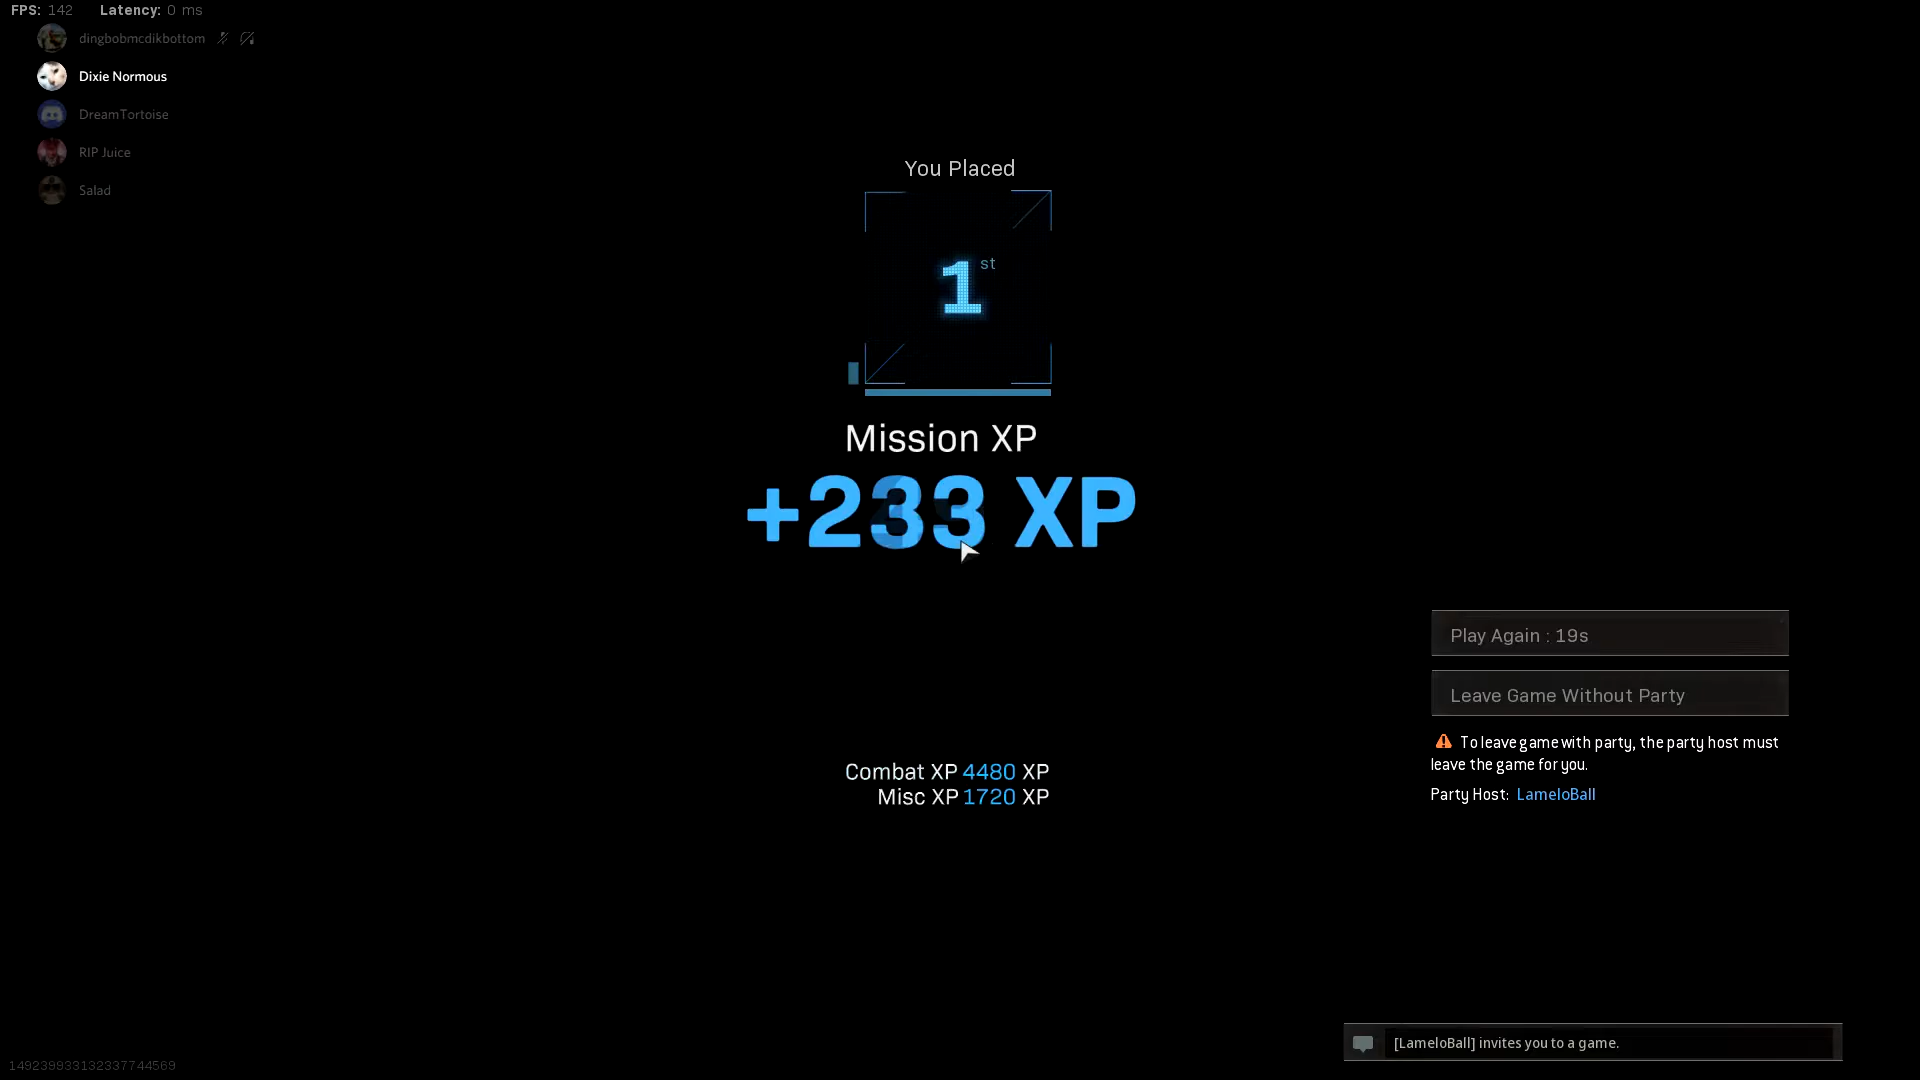 FPS: 142 Latency: 0 ms
dingbobmcdikbottom
Dixie Normous
DreamTortoise
RIP Juice
Salad
You Placed
1st
Mission XP
+233 XP
Combat XP 4480 XP
Misc XP 1720 XP
Play Again : 19s
Leave Game Without Party
To leave game with party, the party host must
leave the game for you.
Party Host: LameloBall
[LameloBall] invites you to a game.
149239933132337744569